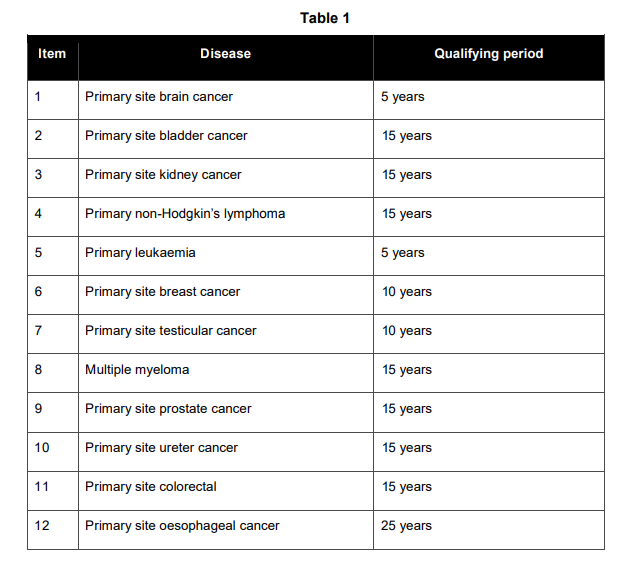 Table 1
Item Disease Qualifying period
1 Primary site brain cancer 5 years
2 Primary site bladder cancer 15 years
3 Primary site kidney cancer 15 years
4 Primary non-Hodgkin’s lymphoma 15 years
5 Primary leukaemia 5 years
6 Primary site breast cancer 10 years
7 Primary site testicular cancer 10 years
8 Multiple myeloma 15 years
9 Primary site prostate cancer 15 years
10 Primary site ureter cancer 15 years
11 Primary site colorectal 15 years
12 Primary site oesophageal cancer 25 years